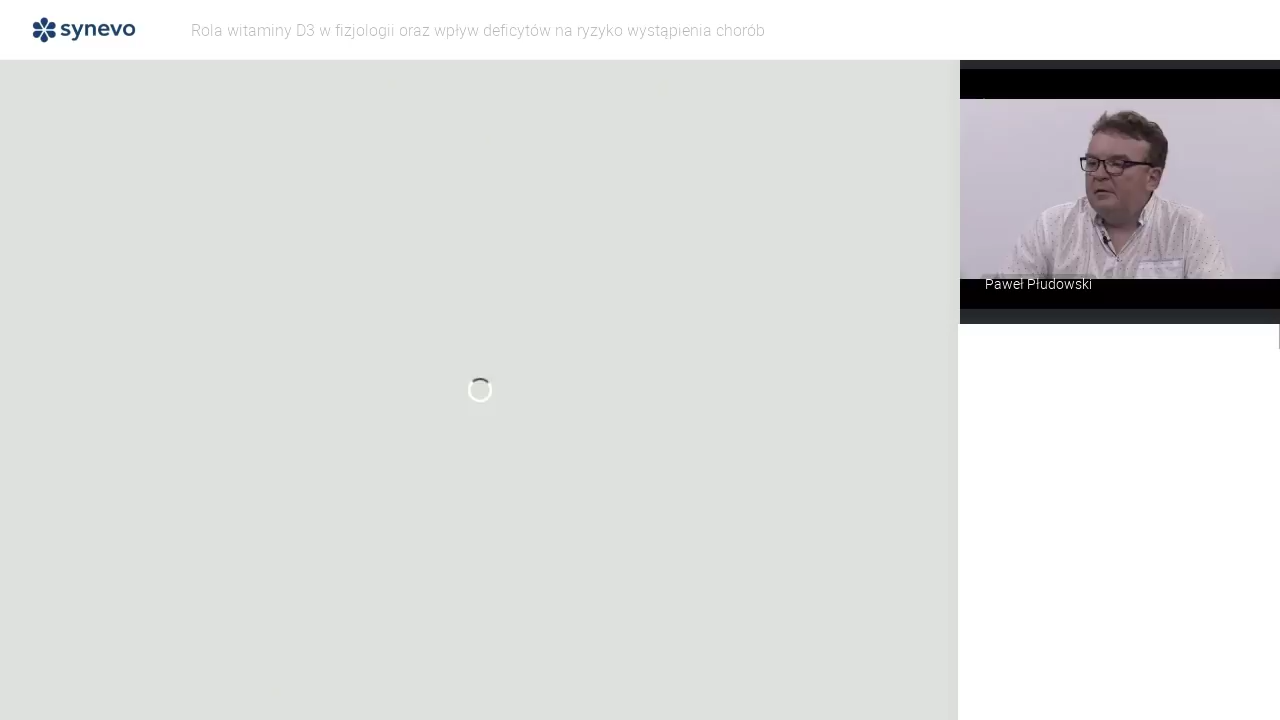 synevo
Rola witaminy D3 w fizjologii oraz wpływ deficytów na ryzyko wystąpienia chorób
Paweł Płudowski